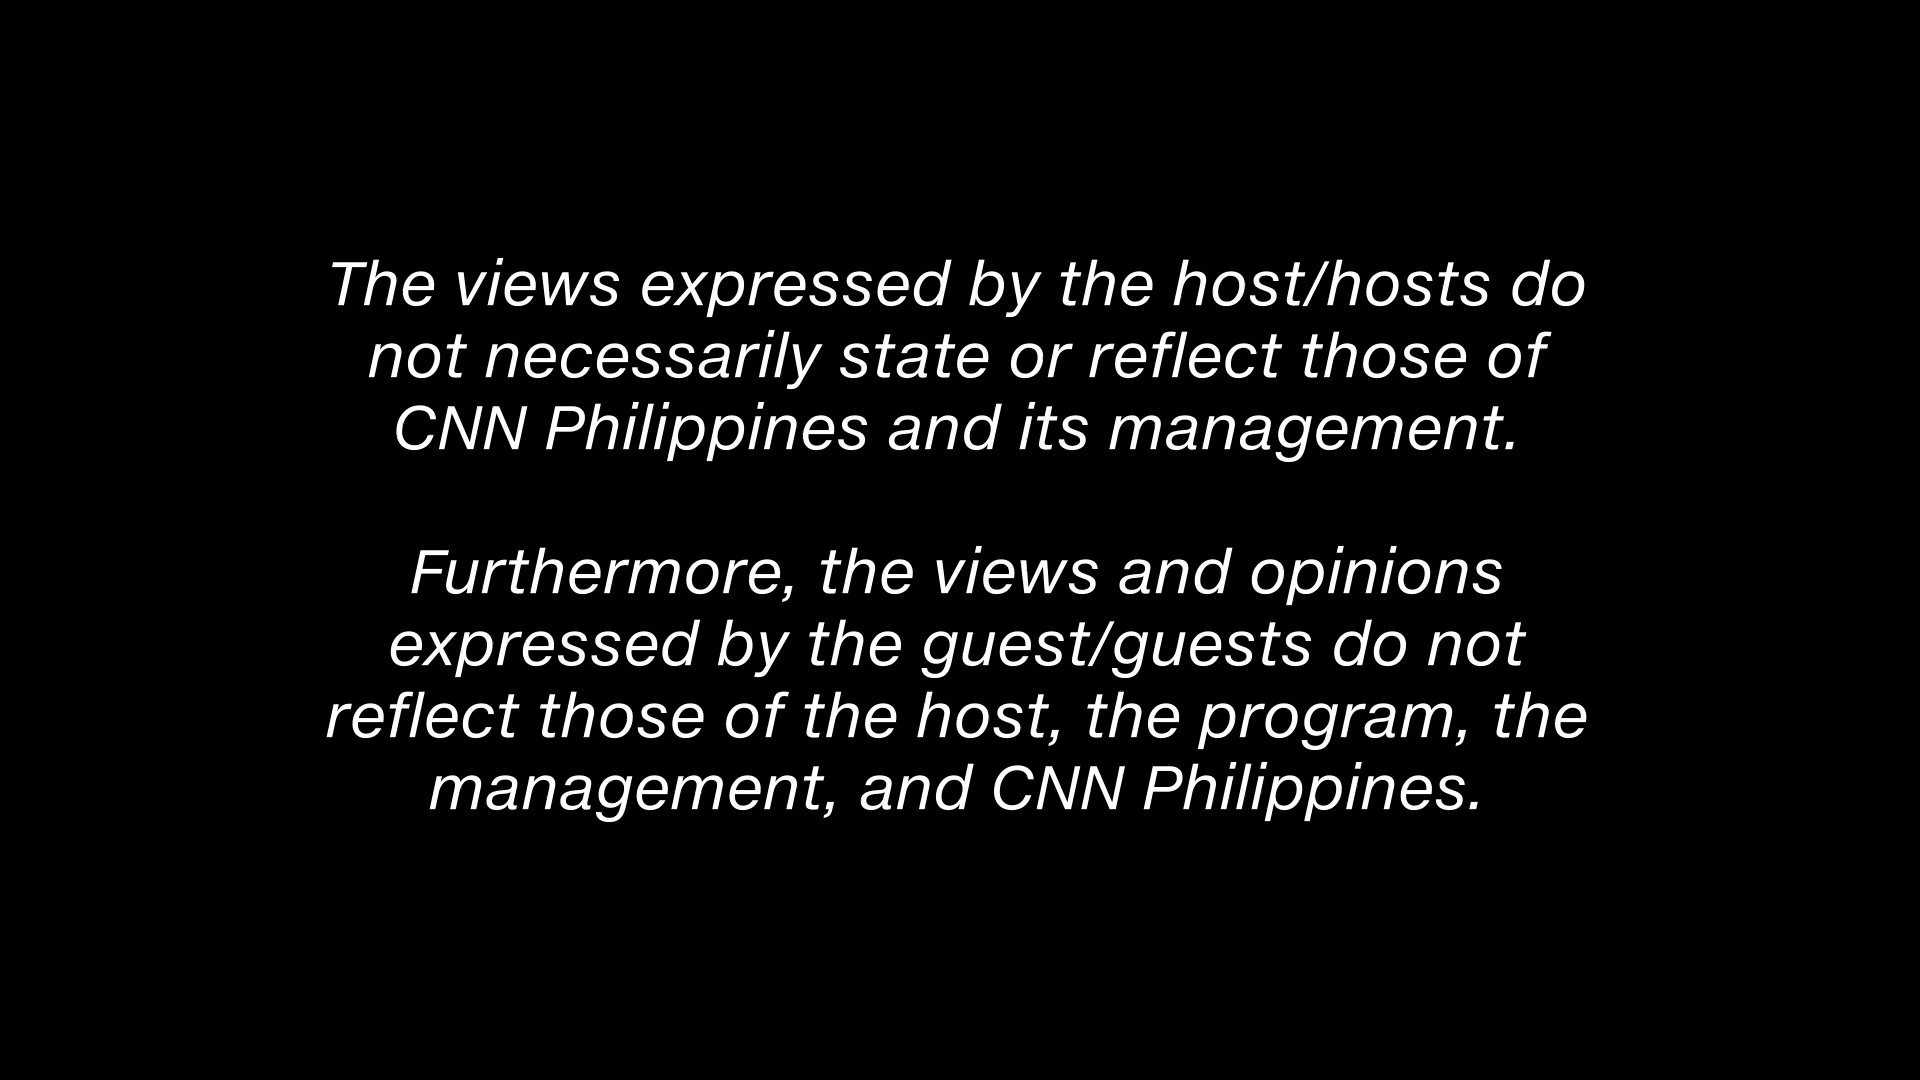 The views expressed by the host/hosts do
not necessarily state or reflect those of
CNN Philippines and its management.
Furthermore, the views and opinions
expressed by the guest/guests do not
reflect those of the host, the program, the
management, and CNN Philippines.